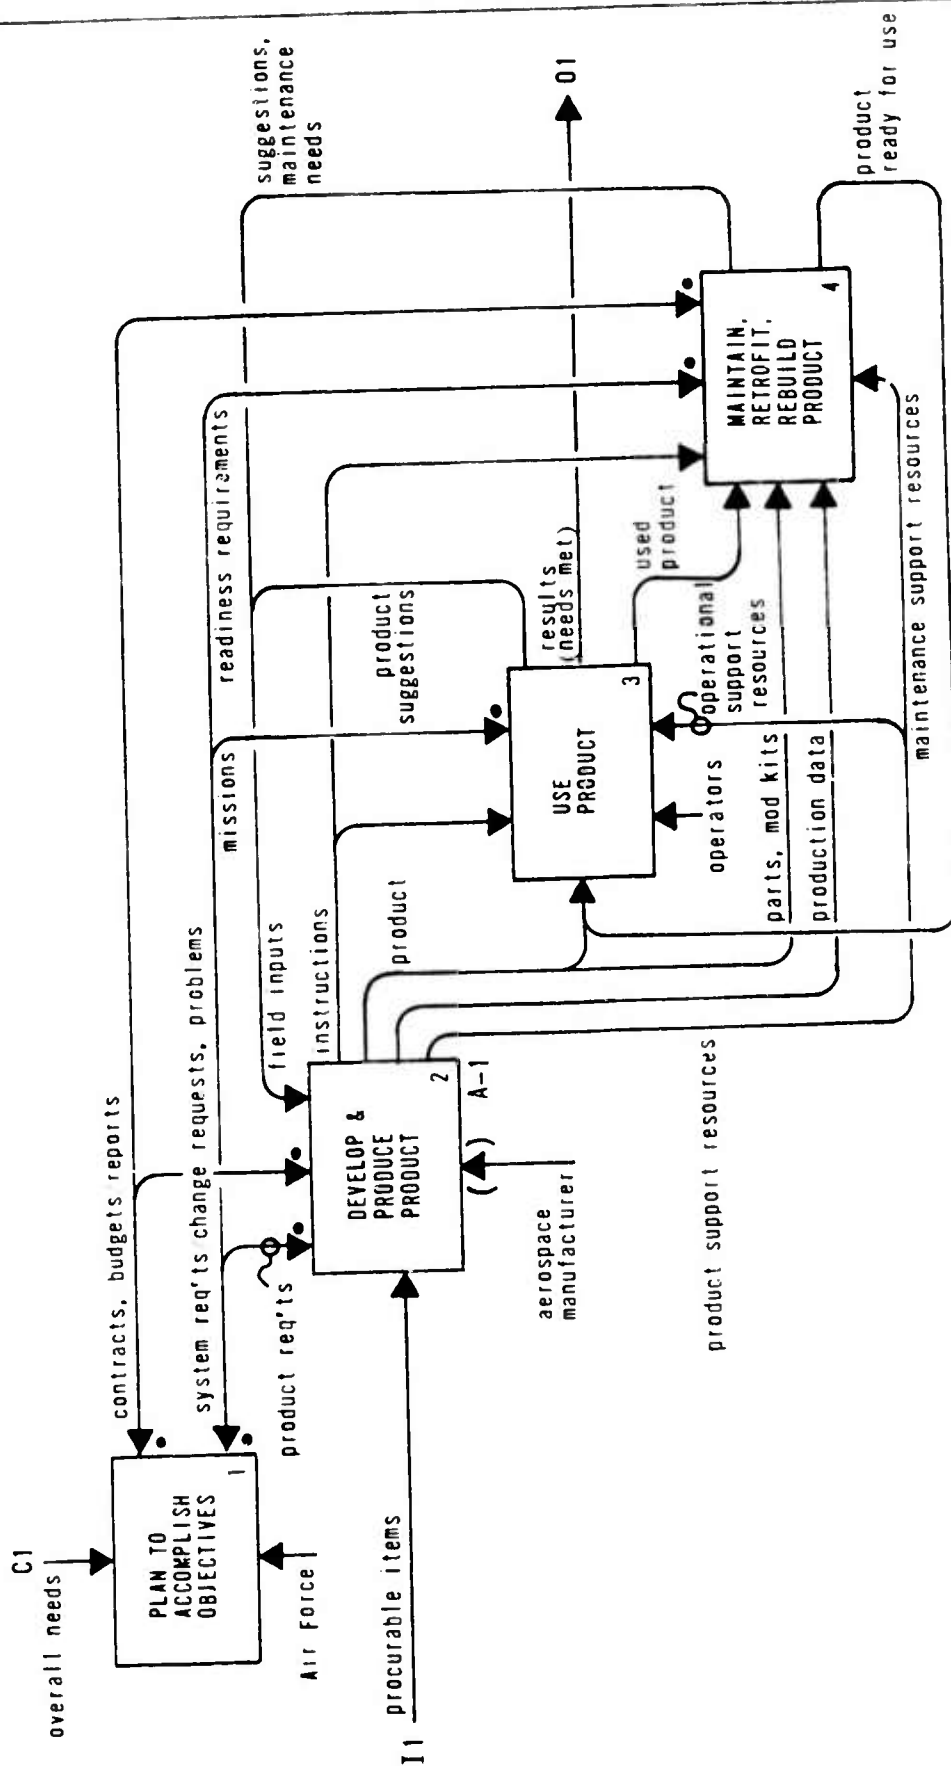 C1
overall needs
PLAN TO
ACCOMPLISH
OBJECTIVES
1
Air Force
contracts, budgets reports
system req'ts change requests, problems
product req'ts
missions
readiness requirements
suggestions,
maintenance
needs
field inputs
instructions
product
suggestions
I1
procurable items
DEVELOP &
PRODUCE
PRODUCT
2
( )
A-1
aerospace
manufacturer
product
USE
PRODUCT
3
results
(needs met)
O1
used
product
operators
operational
support
resources
parts, mod kits
production data
MAINTAIN,
RETROFIT,
REBUILD
PRODUCT
4
product
ready for use
maintenance support resources
product support resources